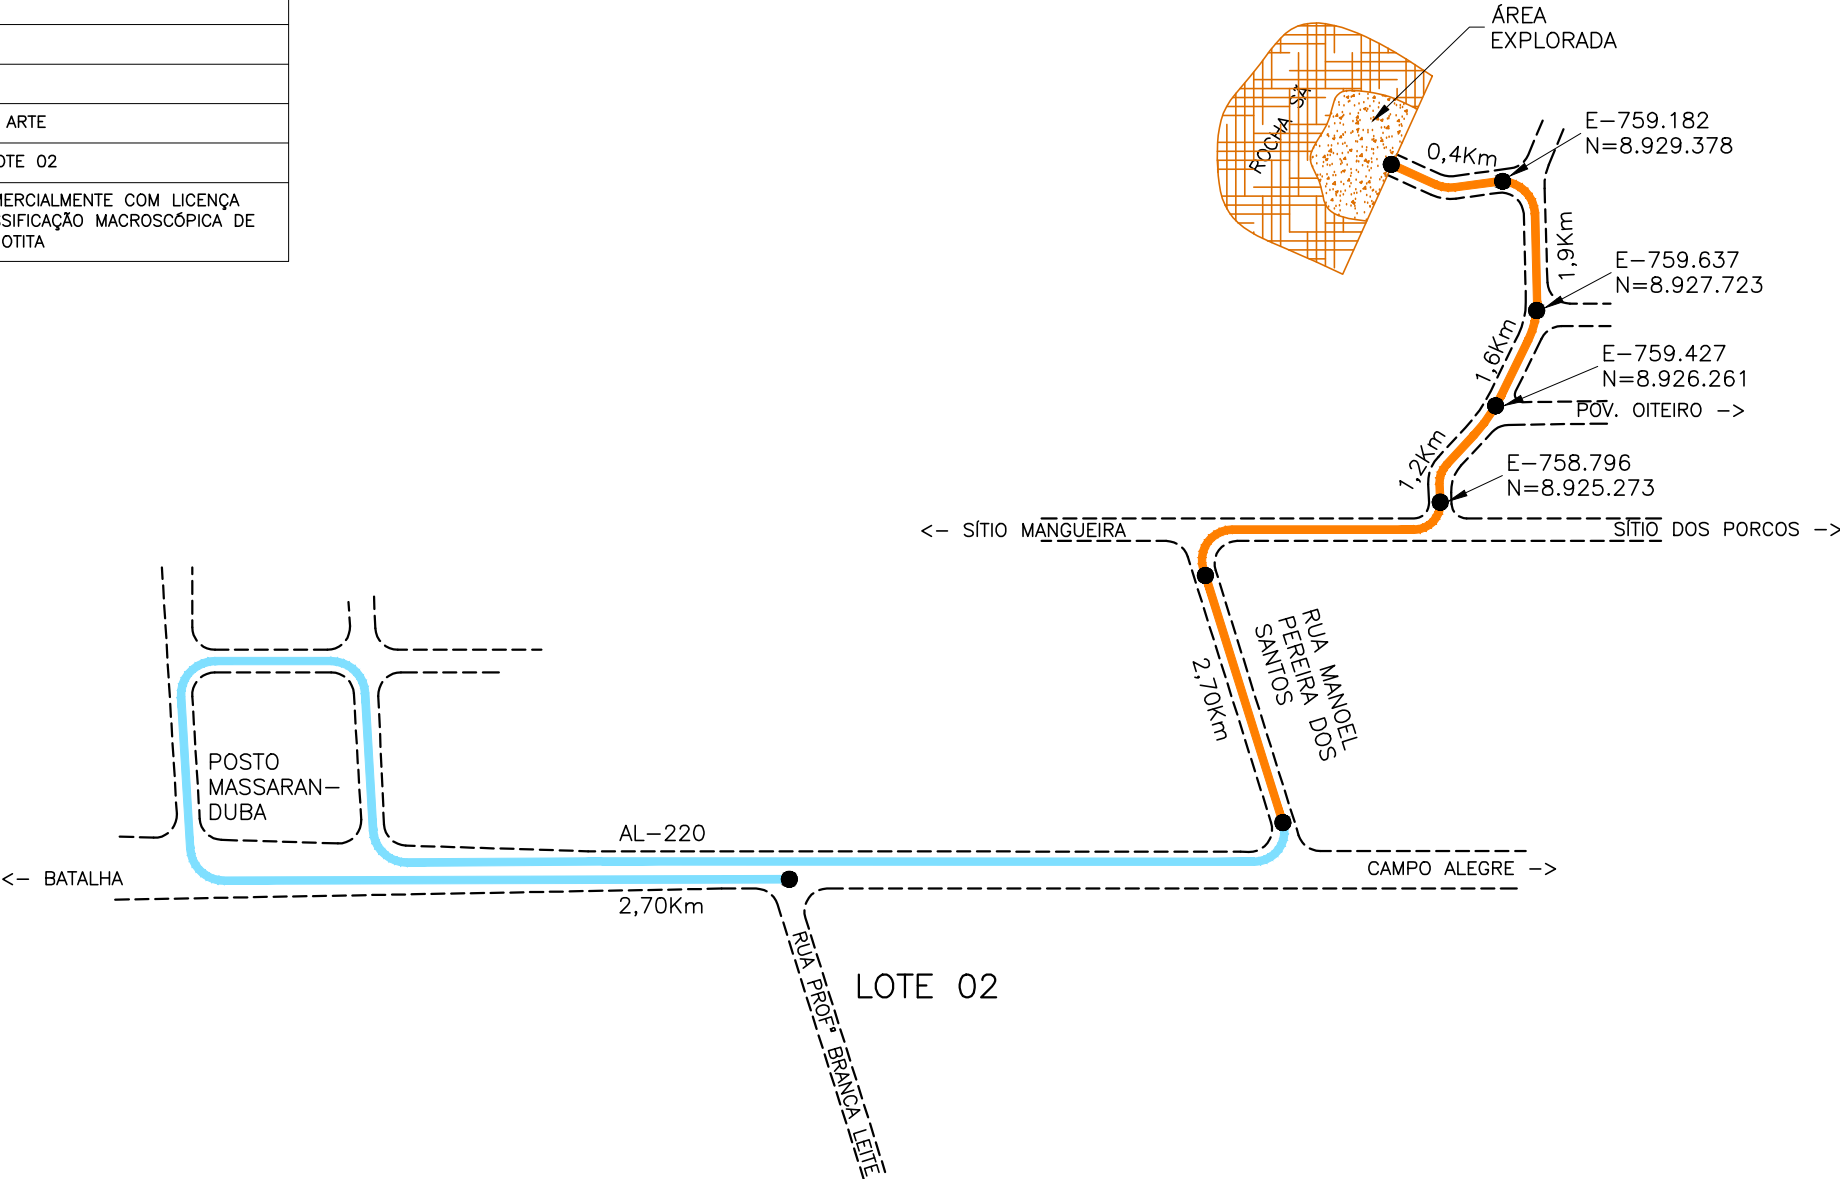 ARTE
OTE 02
MERCIALMENTE COM LICENÇA
SSIFICAÇÃO MACROSCÓPICA DE
OTITA
ÁREA
EXPLORADA
ROCHA SÃ
0,4Km
E-759.182
N=8.929.378
1,9Km
E-759.637
N=8.927.723
1,6Km
E-759.427
N=8.926.261
POV. OITEIRO ->
1,2Km
E-758.796
N=8.925.273
<- SÍTIO MANGUEIRA
SÍTIO DOS PORCOS ->
RUA MANOEL
PEREIRA DOS
SANTOS
2,70Km
POSTO
MASSARAN-
DUBA
AL-220
<- BATALHA
CAMPO ALEGRE ->
2,70Km
RUA PROFª BRANCA LEITE
LOTE 02